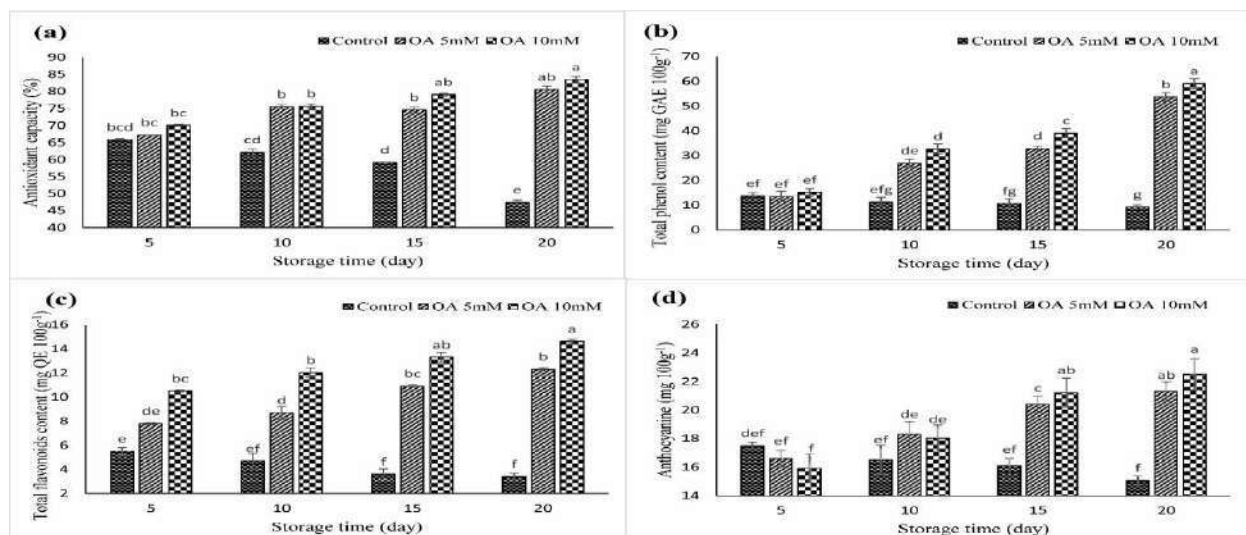 (a)
Control OA 5mM OA 10mM
Antioxidant capacity (%)
90
85
80
75
70
65
60
55
50
45
40
bcd bc bc
cd b b
d b ab
e ab a
5 10 15 20
Storage time (day)
(b)
Control OA 5mM OA 10mM
Total phenol content (mg GAE 100g-1)
70
60
50
40
30
20
10
0
ef ef ef
efg de d
fg d c
g b a
5 10 15 20
Storage time (day)
(c)
Control OA 5mM OA 10mM
Total flavonoids content (mg QE 100g-1)
16
14
12
10
8
6
4
2
e de bc
ef d b
f bc ab
f b a
5 10 15 20
Storage time (day)
(d)
Control OA 5mM OA 10mM
Anthocyanine (mg 100g-1)
26
24
22
20
18
16
14
def ef f
ef de de
ef c ab
f ab a
5 10 15 20
Storage time (day)